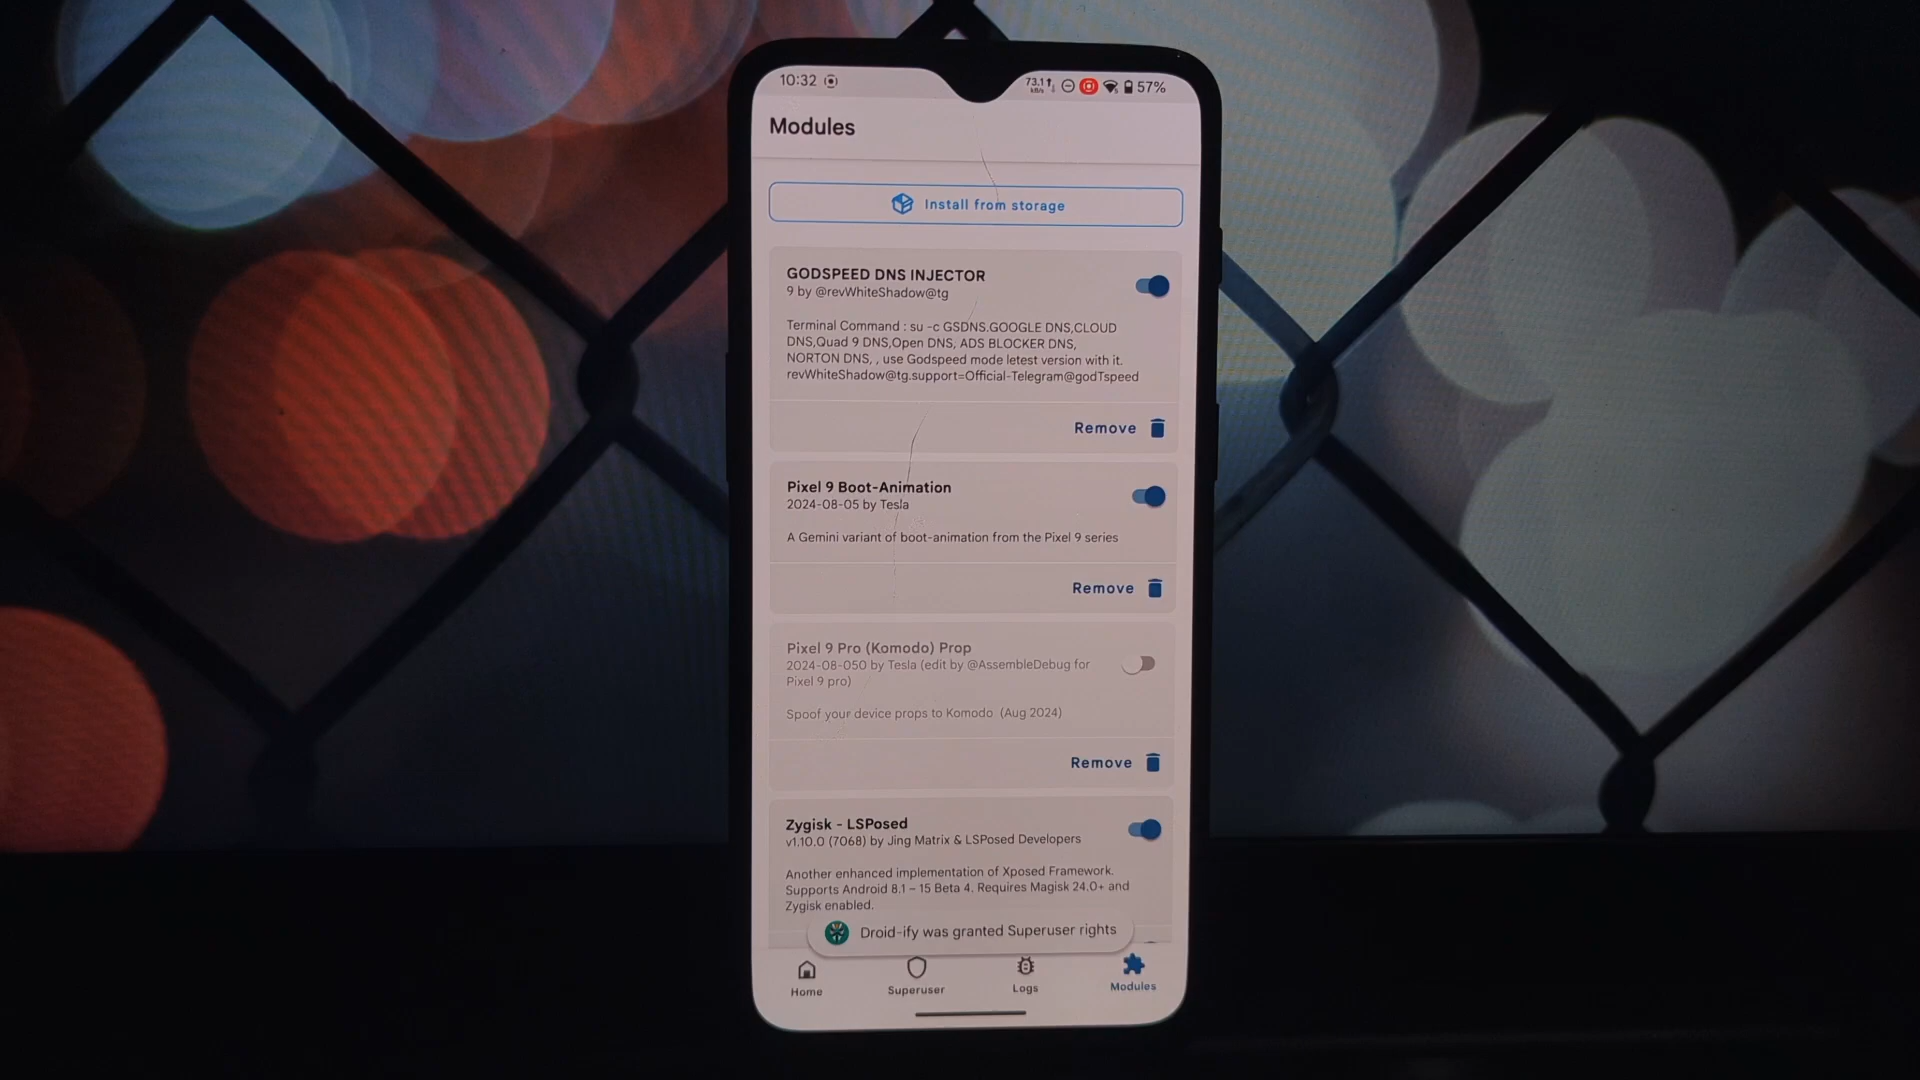 10:32
73.1
kB/s
57%
Modules
Install from storage
GODSPEED DNS INJECTOR
9 by @revWhiteShadow@tg
Terminal Command : su -c GSDNS.GOOGLE DNS,CLOUD
DNS,Quad 9 DNS,Open DNS, ADS BLOCKER DNS,
NORTON DNS, , use Godspeed mode letest version with it.
revWhiteShadow@tg.support=Official-Telegram@godTspeed
Remove
Pixel 9 Boot-Animation
2024-08-05 by Tesla
A Gemini variant of boot-animation from the Pixel 9 series
Remove
Pixel 9 Pro (Komodo) Prop
2024-08-050 by Tesla (edit by @AssembleDebug for
Pixel 9 pro)
Spoof your device props to Komodo (Aug 2024)
Remove
Zygisk - LSPosed
v1.10.0 (7068) by Jing Matrix & LSPosed Developers
Another enhanced implementation of Xposed Framework.
Supports Android 8.1 ~ 15 Beta 4. Requires Magisk 24.0+ and
Zygisk enabled.
Droid-ify was granted Superuser rights
Home
Superuser
Logs
Modules